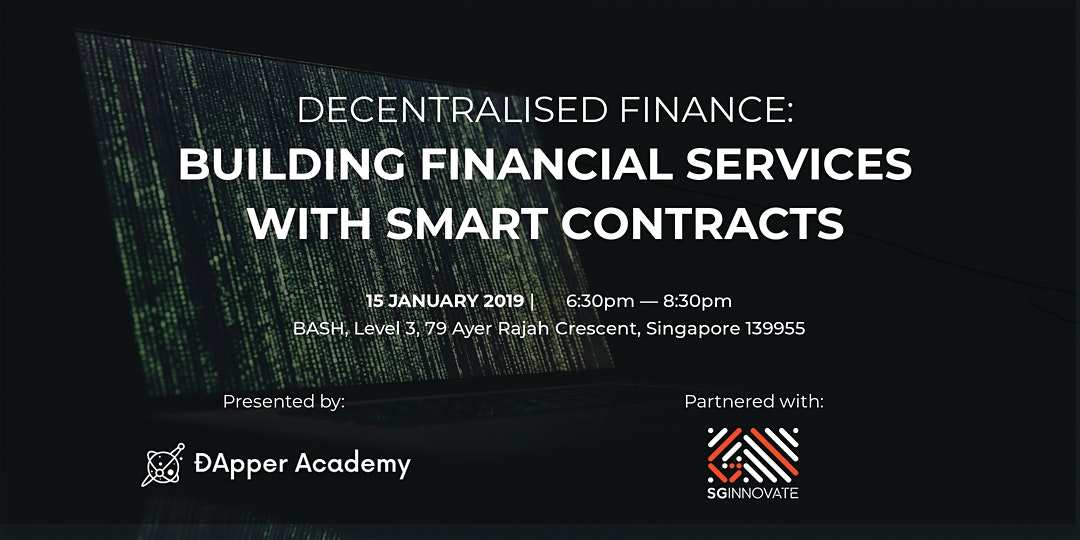 DECENTRALISED FINANCE:
BUILDING FINANCIAL SERVICES
WITH SMART CONTRACTS
15 JANUARY 2019 | 6:30pm — 8:30pm
BASH, Level 3, 79 Ayer Rajah Crescent, Singapore 139955
Presented by:
ĐApper Academy
Partnered with:
SGINNOVATE